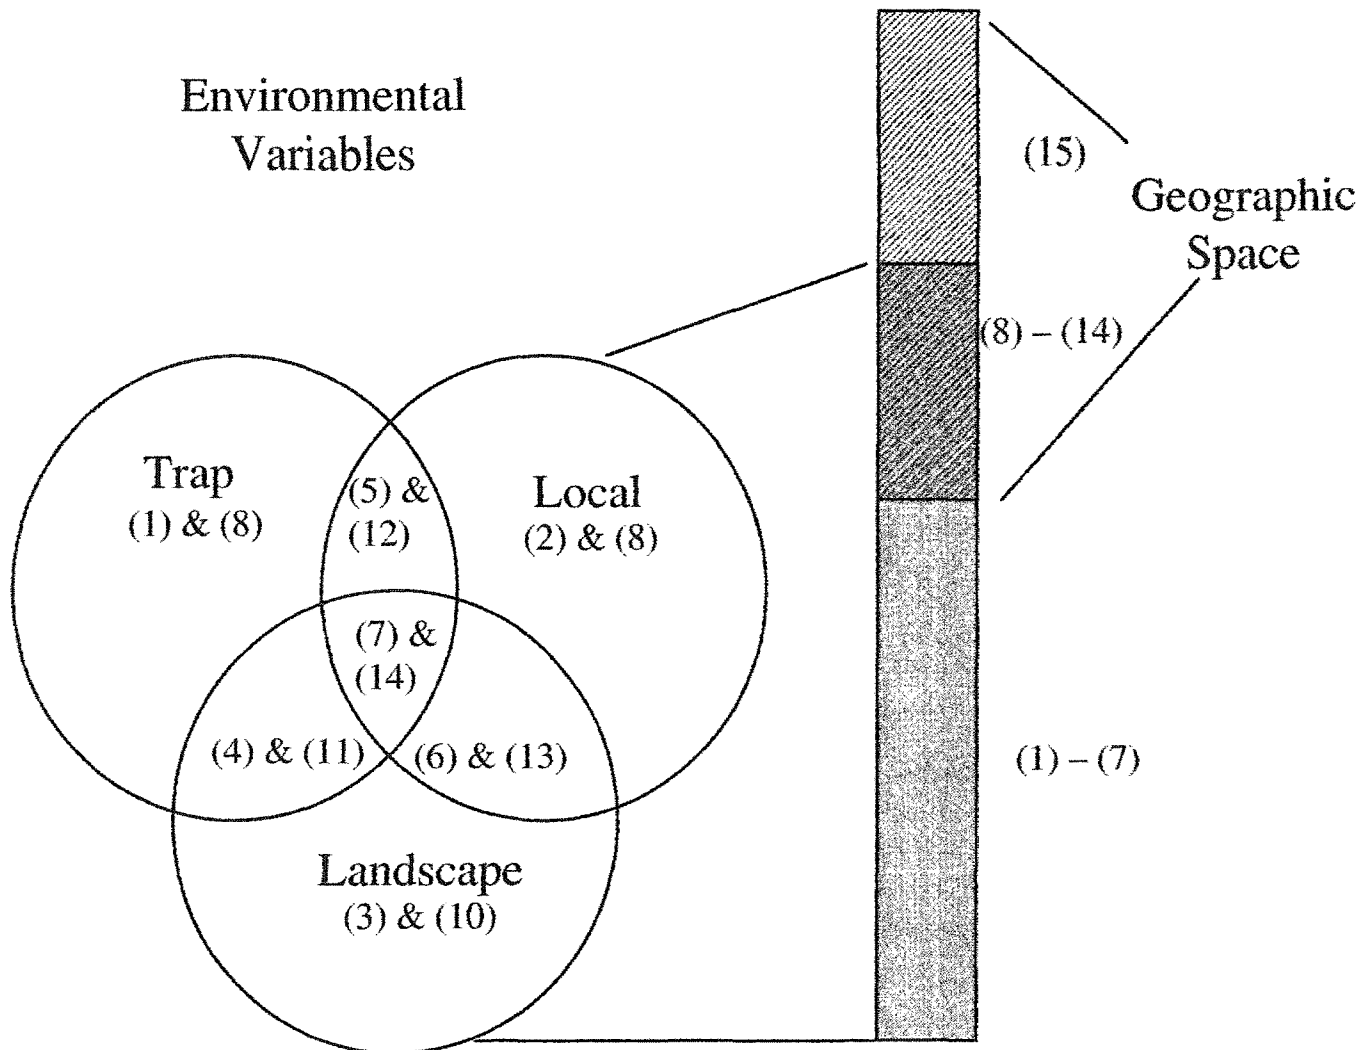 Environmental
Variables
(15)
Geographic
Space
(8) – (14)
Trap
(1) & (8)
(5) &
(12)
Local
(2) & (8)
(7) &
(14)
(4) & (11)
(6) & (13)
(1) – (7)
Landscape
(3) & (10)